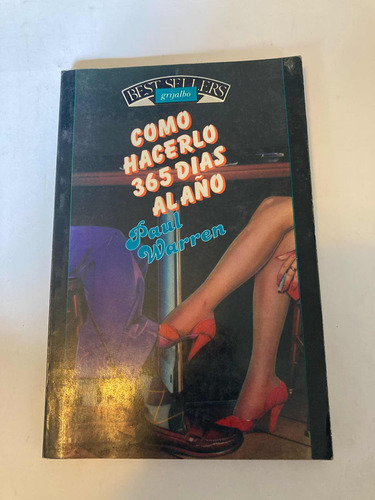 BEST SELLERS
grijalbo
COMO
HACERLO
365 DIAS
AL AÑO
Paul
Warren